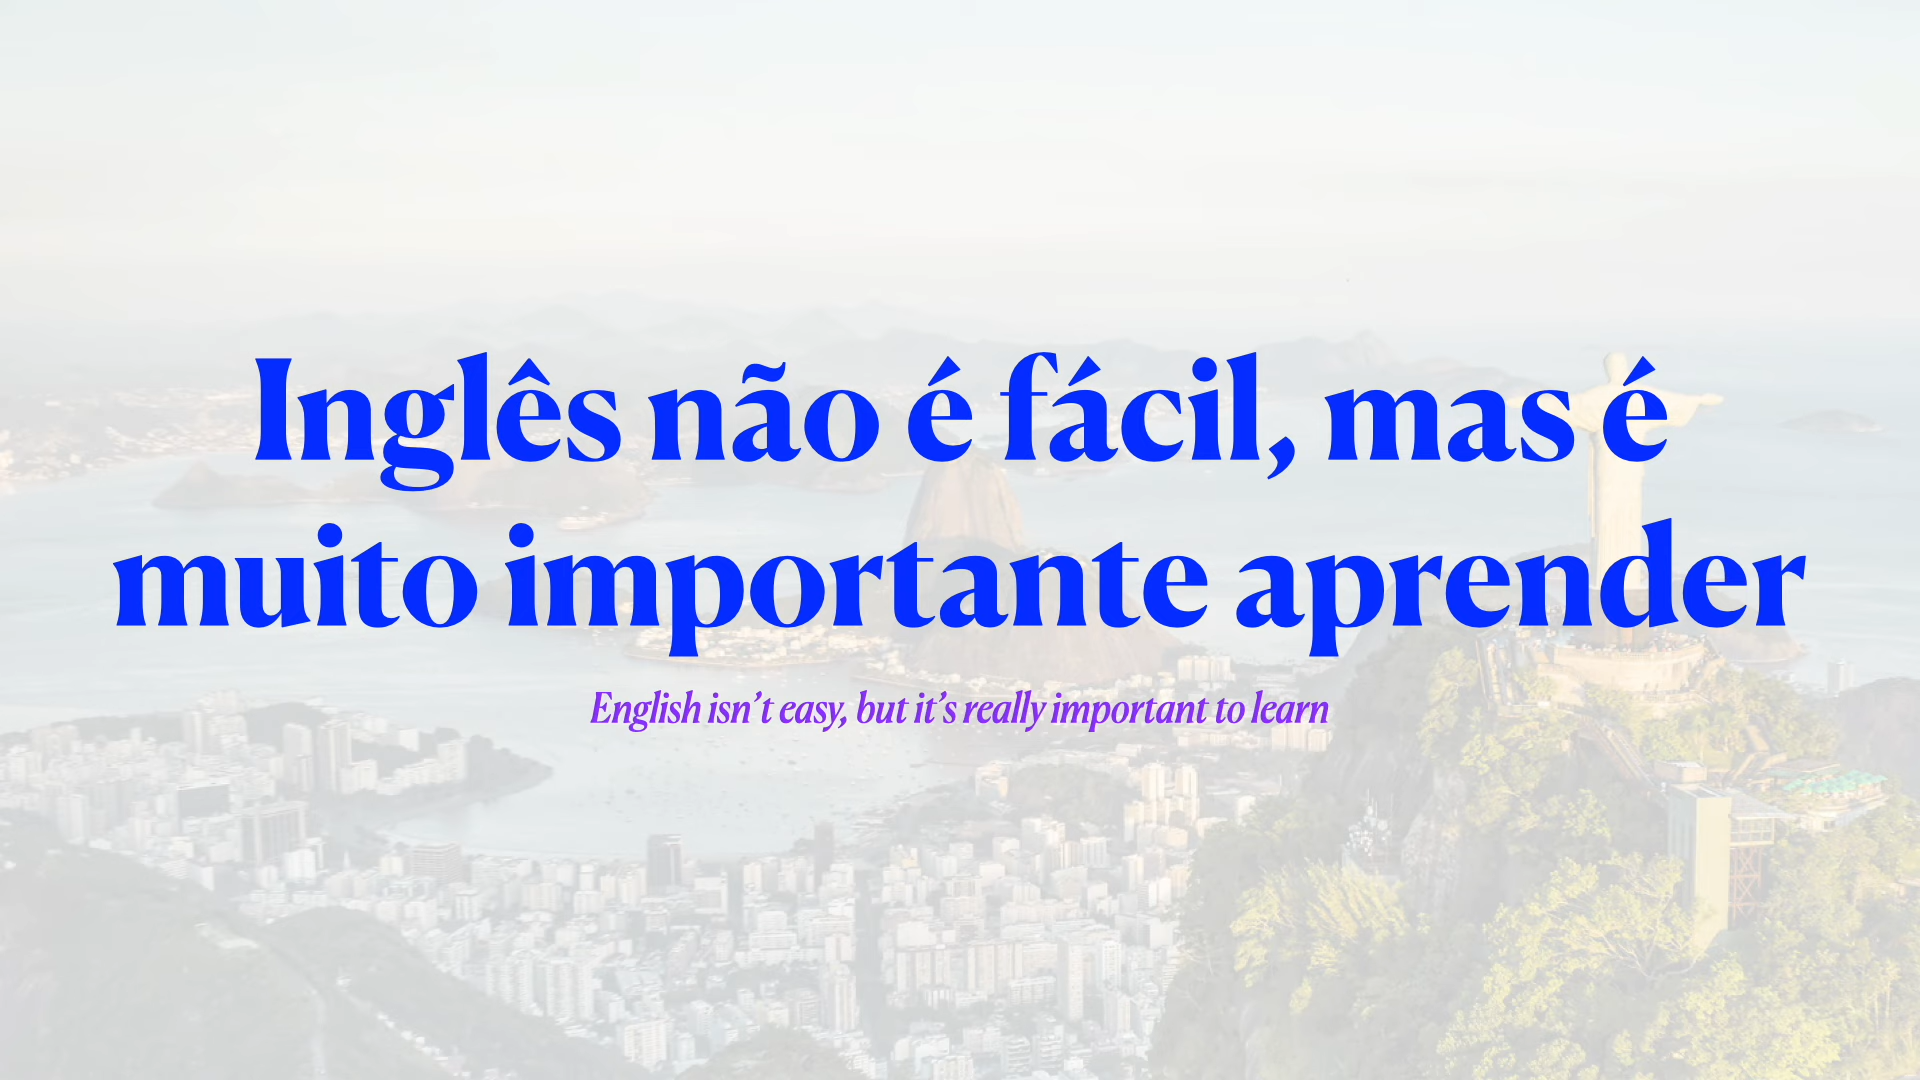 Inglês não é fácil, mas é
muito importante aprender
English isn’t easy, but it’s really important to learn